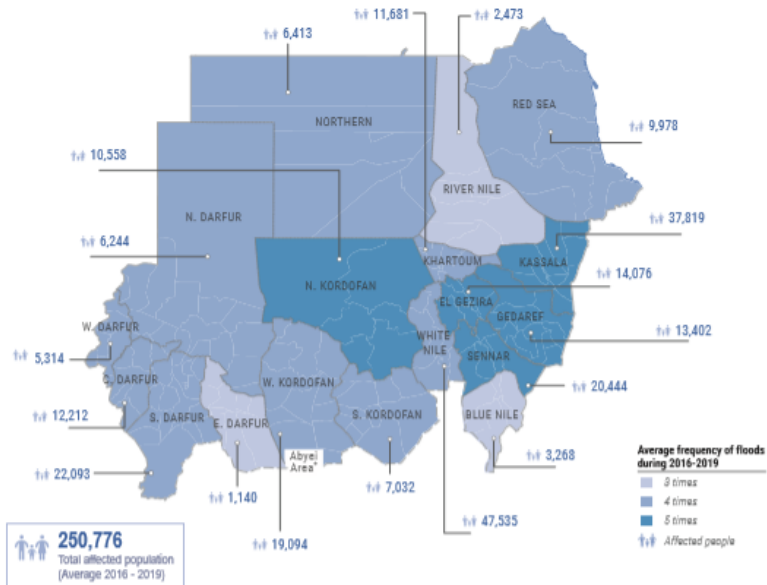 11,681
2,473
6,413
RED SEA
NORTHERN
9,978
10,558
RIVER NILE
N. DARFUR
37,819
6,244
KHARTOUM
KASSALA
14,076
N. KORDOFAN
EL GEZIRA
GEDAREF
W. DARFUR
WHITE
NILE
13,402
5,314
SENNAR
C. DARFUR
W. KORDOFAN
20,444
12,212
S. DARFUR
E. DARFUR
S. KORDOFAN
BLUE NILE
Abyei
Area*
3,268
22,093
7,032
1,140
47,535
19,094
Average frequency of floods
during 2016-2019
3 times
4 times
5 times
Affected people
250,776
Total affected population
(Average 2016 - 2019)